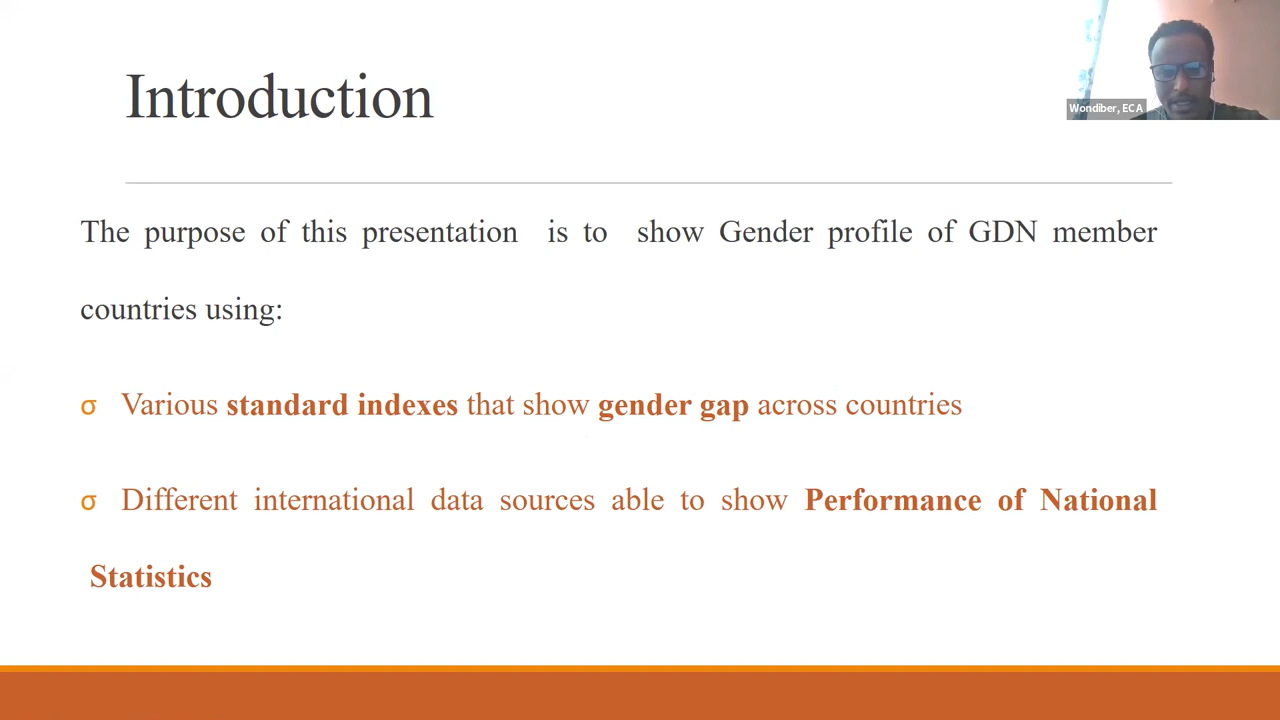 Introduction
Wondiber, ECA
The purpose of this presentation is to show Gender profile of GDN member
countries using:
σ Various standard indexes that show gender gap across countries
σ Different international data sources able to show Performance of National
Statistics